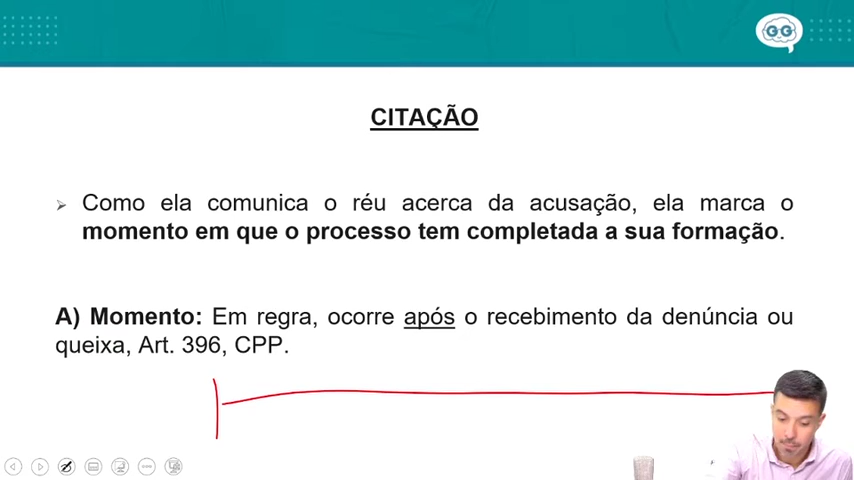 GG
CITAÇÃO
Como ela comunica o réu acerca da acusação, ela marca o
momento em que o processo tem completada a sua formação.
A) Momento: Em regra, ocorre após o recebimento da denúncia ou
queixa, Art. 396, CPP.